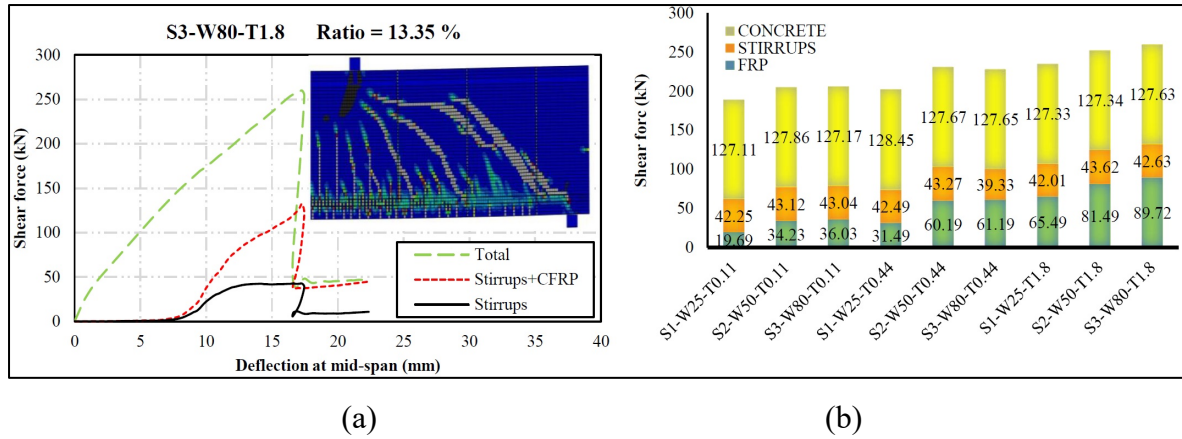 S3-W80-T1.8 Ratio = 13.35 %
Shear force (kN)
300
250
200
150
100
50
0
0 5 10 15 20 25 30 35 40
Deflection at mid-span (mm)
Total
Stirrups+CFRP
Stirrups
(a)
Shear forc (kN)
300
250
200
150
100
50
0
CONCRETE
STIRRUPS
FRP
127.11 127.86 127.17 128.45 127.67 127.65 127.33 127.34 127.63
42.25 43.12 43.04 42.49 43.27 39.33 42.01 43.62 42.63
19.69 34.23 36.03 31.49 60.19 61.19 65.49 81.49 89.72
S1-W25-T0.11
S2-W50-T0.11
S3-W80-T0.11
S1-W25-T0.44
S2-W50-T0.44
S3-W80-T0.44
S1-W25-T1.8
S2-W50-T1.8
S3-W80-T1.8
(b)